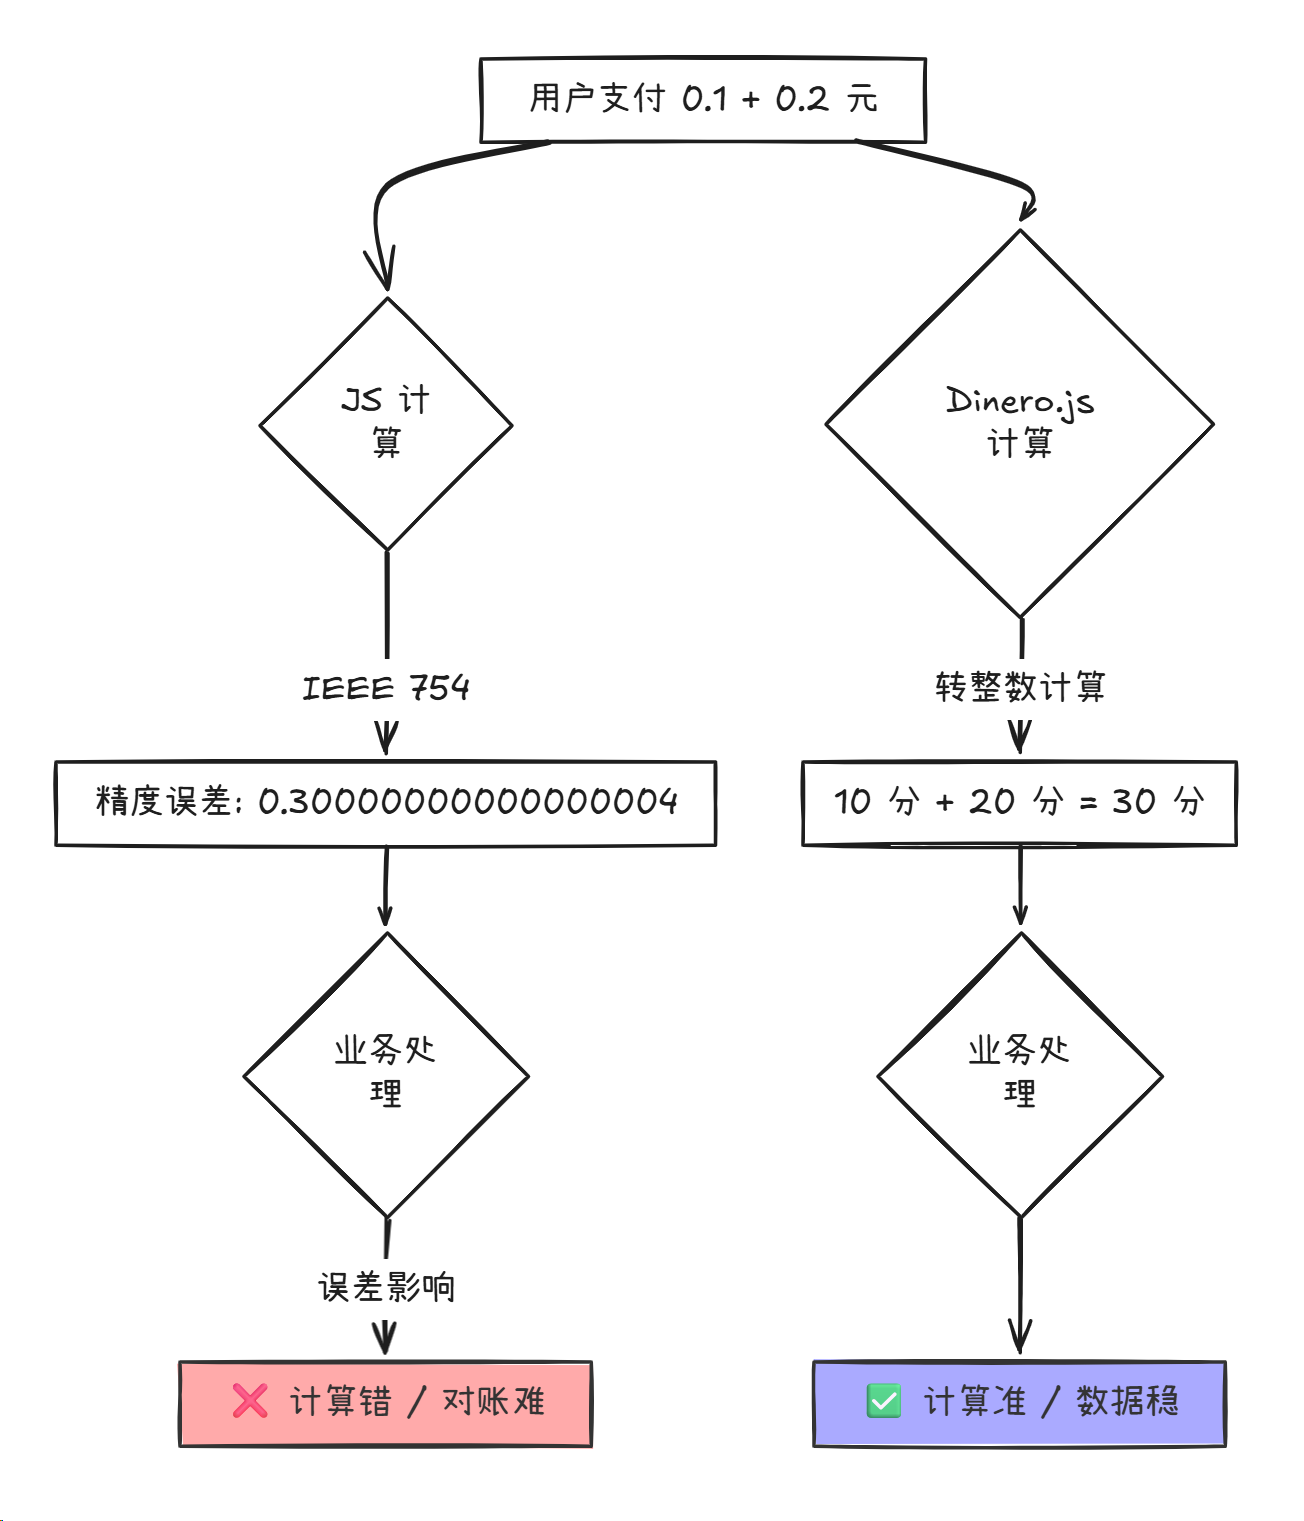 用户支付 0.1 + 0.2 元
JS 计
算
Dinero.js
计算
IEEE 754
转整数计算
精度误差: 0.30000000000000004
10 分 + 20 分 = 30 分
业务处
理
业务处
理
误差影响
❌ 计算错 / 对账难
✅ 计算准 / 数据稳